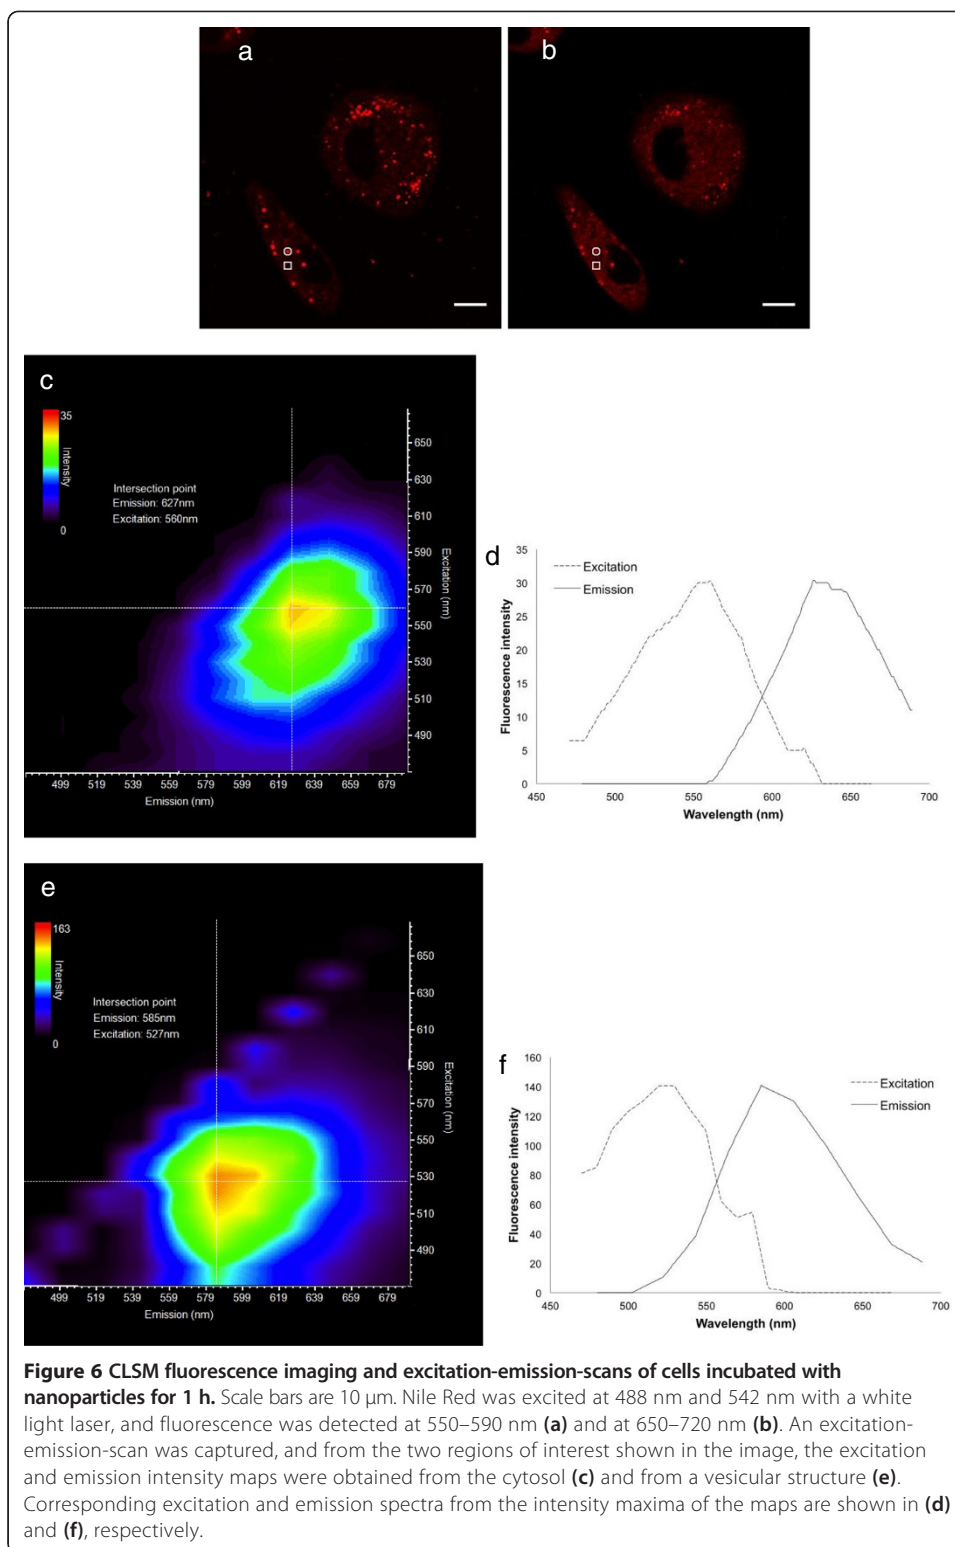 a
b
c
35
Intensity
0
Intersection point
Emission: 627nm
Excitation: 560nm
650
630
610
590
570
550
530
510
490
Excitation (nm)
499 519 539 559 579 599 619 639 659 679
Emission (nm)
d
35
30
25
20
15
10
5
0
Fluorescence intensity
Excitation
Emission
450 500 550 600 650 700
Wavelength (nm)
e
163
Intensity
0
Intersection point
Emission: 585nm
Excitation: 527nm
650
630
610
590
570
550
530
510
490
Excitation (nm)
499 519 539 559 579 599 619 639 659 679
Emission (nm)
f
160
140
120
100
80
60
40
20
0
Fluorescence intensity
Excitation
Emission
450 500 550 600 650 700
Wavelength (nm)
Figure 6 CLSM fluorescence imaging and excitation-emission-scans of cells incubated with
nanoparticles for 1 h. Scale bars are 10 μm. Nile Red was excited at 488 nm and 542 nm with a white
light laser, and fluorescence was detected at 550–590 nm (a) and at 650–720 nm (b). An excitation-
emission-scan was captured, and from the two regions of interest shown in the image, the excitation
and emission intensity maps were obtained from the cytosol (c) and from a vesicular structure (e).
Corresponding excitation and emission spectra from the intensity maxima of the maps are shown in (d)
and (f), respectively.